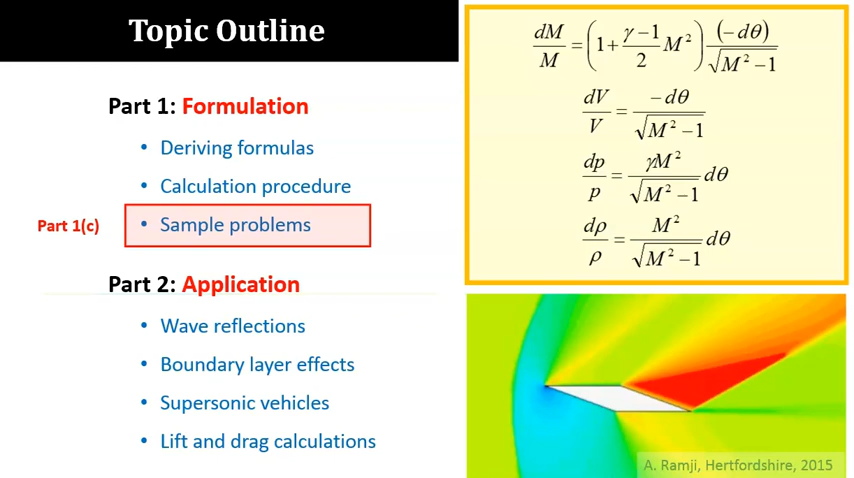 Topic Outline
Part 1: Formulation
• Deriving formulas
• Calculation procedure
Part 1(c)
• Sample problems
Part 2: Application
• Wave reflections
• Boundary layer effects
• Supersonic vehicles
• Lift and drag calculations
dM/M = (1 + (γ−1)/2 M²) (−dθ)/√(M²−1)
dV/V = −dθ/√(M²−1)
dp/p = γM²/√(M²−1) dθ
dρ/ρ = M²/√(M²−1) dθ
A. Ramji, Hertfordshire, 2015